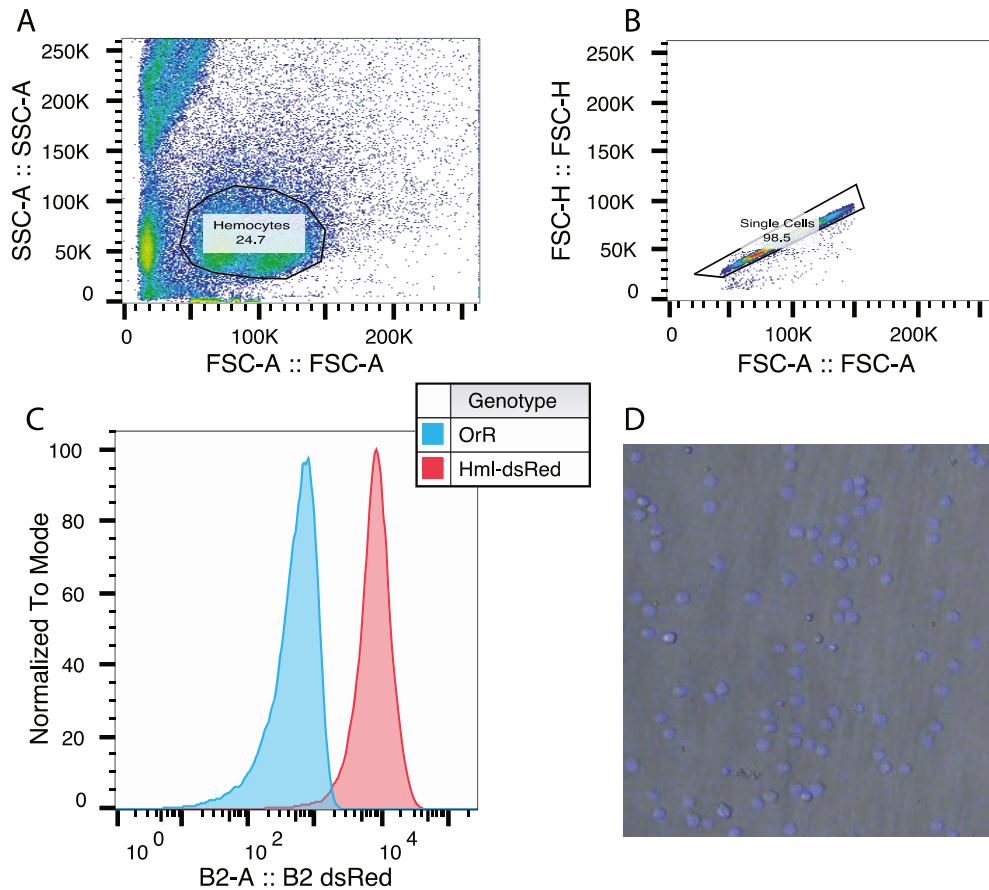 A
SSC-A :: SSC-A
250K
200K
150K
100K
50K
0
Hemocytes
24.7
0
100K
200K
FSC-A :: FSC-A
B
FSC-H :: FSC-H
250K
200K
150K
100K
50K
0
Single Cells
98.5
0
100K
200K
FSC-A :: FSC-A
C
Genotype
OrR
Hml-dsRed
Normalized To Mode
100
80
60
40
20
0
10^0
10^2
10^4
B2-A :: B2 dsRed
D